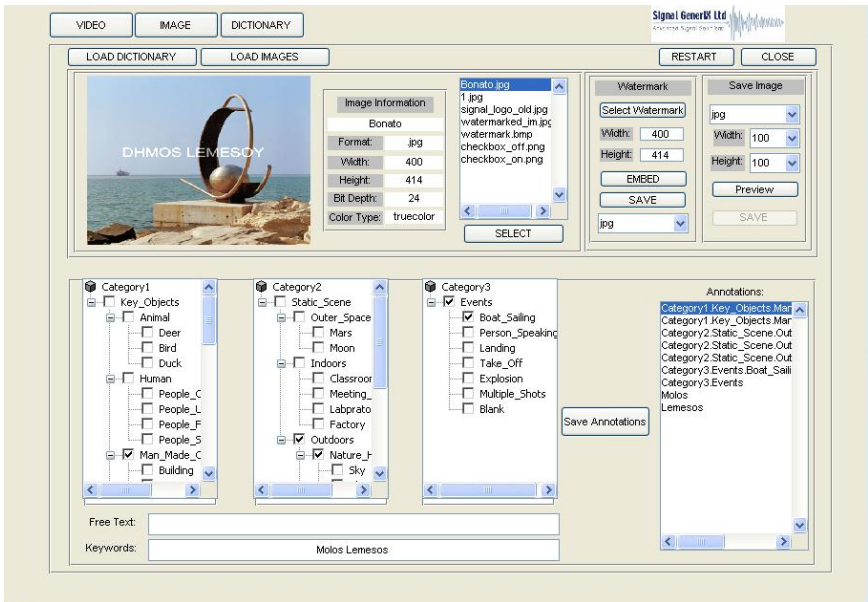 VIDEO
IMAGE
DICTIONARY
Signal GeneriX Ltd
LOAD DICTIONARY
LOAD IMAGES
RESTART
CLOSE
DHMOS LEMESOY
Image Information
Bonato
Format: .jpg
Width: 400
Height: 414
Bit Depth: 24
Color Type: truecolor
Bonato.jpg
1.jpg
signal_logo_old.jpg
watermarked_im.jpg
watermark.bmp
checkbox_off.png
checkbox_on.png
SELECT
Watermark
Select Watermark
Width: 400
Height: 414
EMBED
SAVE
jpg
Save Image
jpg
Width: 100
Height: 100
Preview
SAVE
Category1
Key_Objects
Animal
Deer
Bird
Duck
Human
People_C
People_U
People_F
People_S
Man_Made_C
Building
Category2
Static_Scene
Outer_Space
Mars
Moon
Indoors
Classroor
Meeting_
Labprato
Factory
Outdoors
Nature_H
Sky
Category3
Events
Boat_Sailing
Person_Speaking
Landing
Take_Off
Explosion
Multiple_Shots
Blank
Save Annotations
Annotations:
Category1.Key_Objects.Mar
Category1.Key_Objects.Mar
Category2.Static_Scene.Out
Category2.Static_Scene.Out
Category2.Static_Scene.Out
Category3.Events.Boat_Saili
Category3.Events
Molos
Lemesos
Free Text:
Keywords: Molos Lemesos